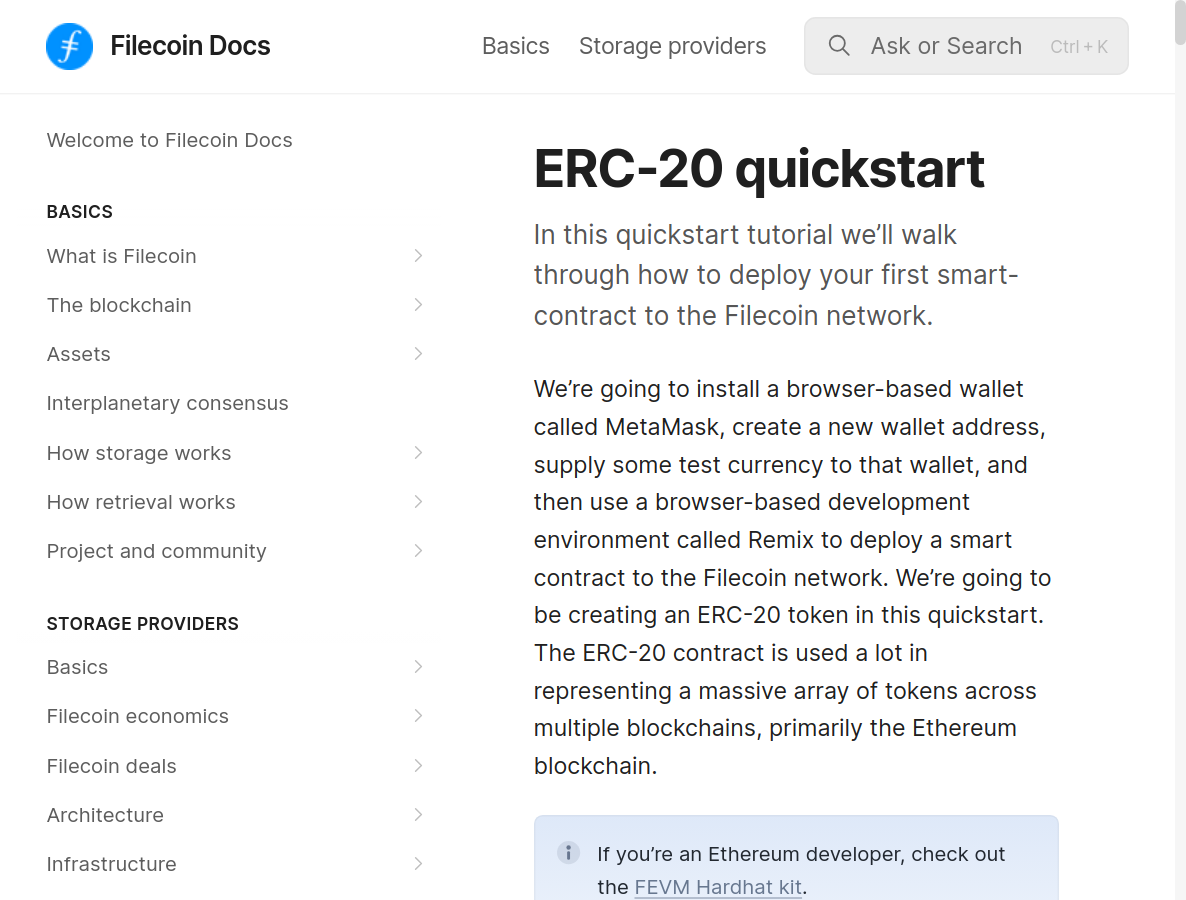 Filecoin Docs
Basics
Storage providers
Ask or Search
Ctrl + K
Welcome to Filecoin Docs
BASICS
What is Filecoin
The blockchain
Assets
Interplanetary consensus
How storage works
How retrieval works
Project and community
STORAGE PROVIDERS
Basics
Filecoin economics
Filecoin deals
Architecture
Infrastructure
ERC-20 quickstart
In this quickstart tutorial we’ll walk
through how to deploy your first smart-
contract to the Filecoin network.
We’re going to install a browser-based wallet
called MetaMask, create a new wallet address,
supply some test currency to that wallet, and
then use a browser-based development
environment called Remix to deploy a smart
contract to the Filecoin network. We’re going to
be creating an ERC-20 token in this quickstart.
The ERC-20 contract is used a lot in
representing a massive array of tokens across
multiple blockchains, primarily the Ethereum
blockchain.
If you’re an Ethereum developer, check out
the FEVM Hardhat kit.